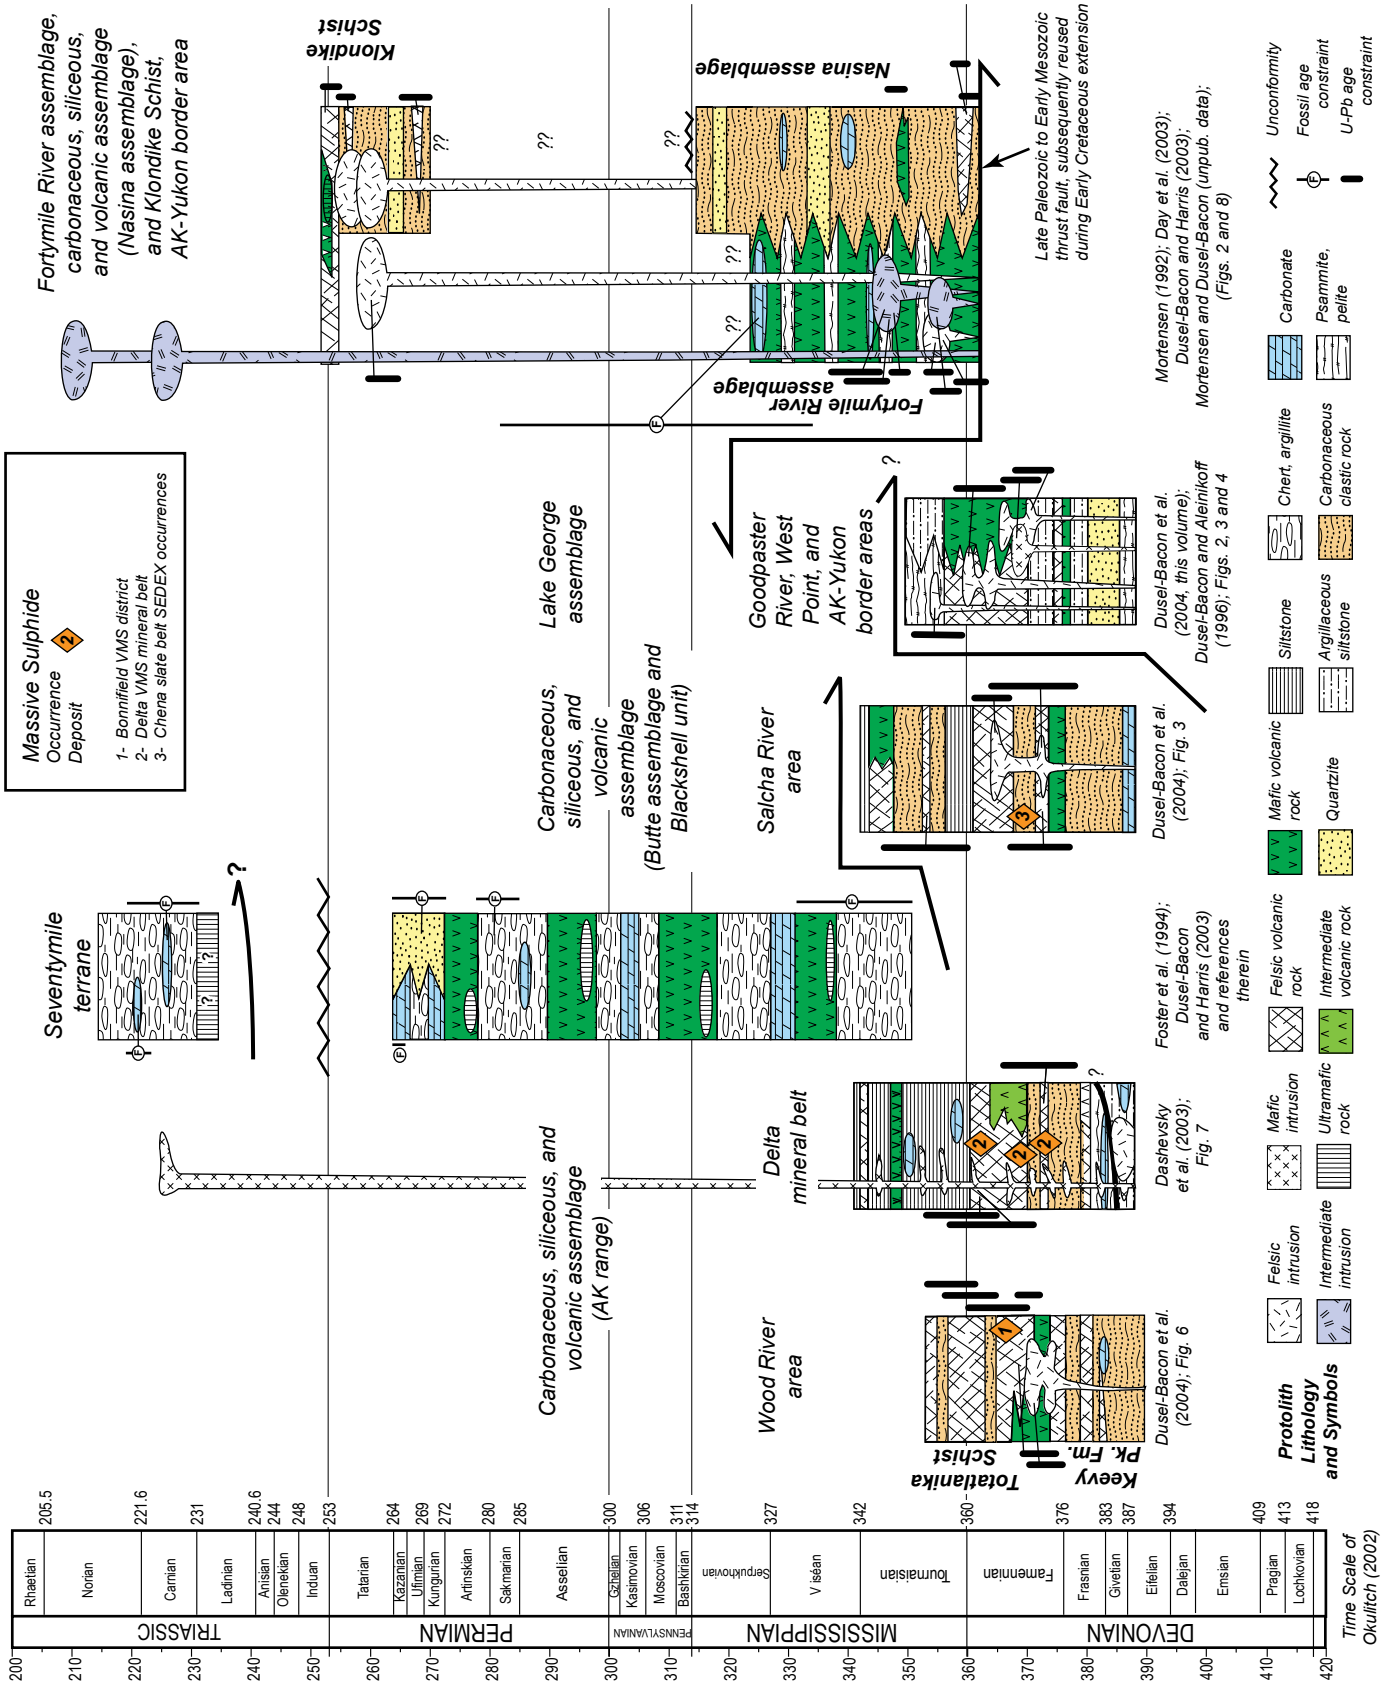 Fortymile River assemblage,
carbonaceous, siliceous,
and volcanic assemblage
(Nasina assemblage),
and Klondike Schist,
AK-Yukon border area
Klondike
Schist
Massive Sulphide
Occurrence
Deposit
2
1- Bonnifield VMS district
2- Delta VMS mineral belt
3- Chena slate belt SEDEX occurrences
Seventymile
terrane
?
?
?
F
F
F
F
F
F
F
??
??
??
??
??
Nasina assemblage
Fortymile River
assemblage
Late Paleozoic to Early Mesozoic
thrust fault, subsequently reused
during Early Cretaceous extension
Lake George
assemblage
Goodpaster
River, West
Point, and
AK-Yukon
border areas
?
Carbonaceous,
siliceous, and
volcanic
assemblage
(Butte assemblage and
Blackshell unit)
Salcha River
area
3
Carbonaceous, siliceous, and
volcanic assemblage
(AK range)
Delta
mineral belt
2
2
2
?
Wood River
area
1
Totatlanika
Schist
Keevy
Pk. Fm.
Dusel-Bacon et al.
(2004); Fig. 6
Dashevsky
et al. (2003);
Fig. 7
Foster et al. (1994);
Dusel-Bacon
and Harris (2003)
and references
therein
Dusel-Bacon et al.
(2004); Fig. 3
Dusel-Bacon et al.
(2004, this volume);
Dusel-Bacon and Aleinikoff
(1996); Figs. 2, 3 and 4
Mortensen (1992); Day et al. (2003);
Dusel-Bacon and Harris (2003);
Mortensen and Dusel-Bacon (unpub. data);
(Figs. 2 and 8)
Protolith
Lithology
and Symbols
Felsic
intrusion
Mafic
intrusion
Felsic volcanic
rock
Mafic volcanic
rock
Siltstone
Chert, argillite
Carbonate
Unconformity
Fossil age
constraint
F
U-Pb age
constraint
Intermediate
intrusion
Ultramafic
rock
Intermediate
volcanic rock
Quartzite
Argillaceous
siltstone
Carbonaceous
clastic rock
Psammite,
pelite
200
210
220
230
240
250
260
270
280
290
300
310
320
330
340
350
360
370
380
390
400
410
420
TRIASSIC
PERMIAN
PENNSYLVANIAN
MISSISSIPPIAN
DEVONIAN
Rhaetian
Norian
Carnian
Ladinian
Anisian
Olenekian
Induan
Tatarian
Kazanian
Ufimian
Kungurian
Artinskian
Sakmarian
Asselian
Gzhelian
Kasimovian
Moscovian
Bashkirian
Serpukhovian
Viséan
Tournaisian
Famennian
Frasnian
Givetian
Eifelian
Dalejan
Emsian
Pragian
Lochkovian
205.5
221.6
231
240.6
244
248
253
264
269
272
280
285
300
306
311
314
327
342
360
376
383
387
394
409
413
418
Time Scale of
Okulitch (2002)